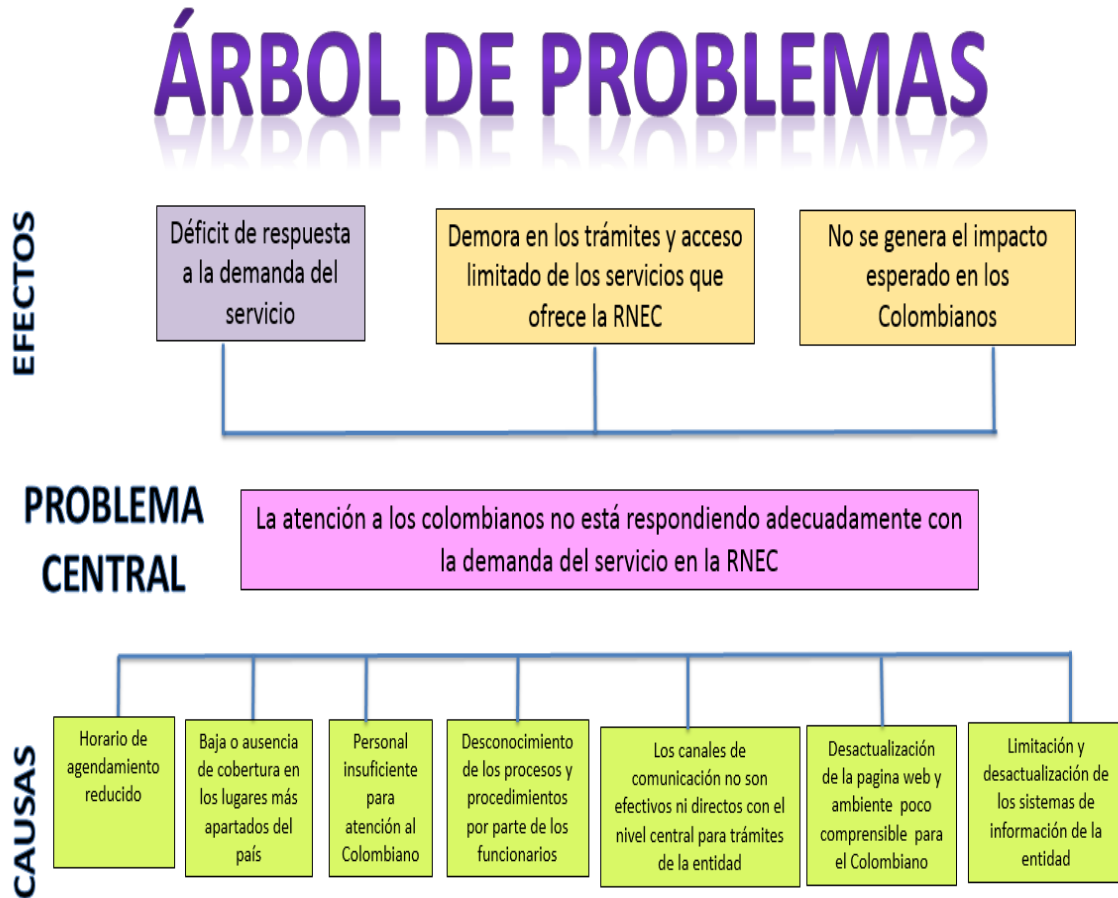 ÁRBOL DE PROBLEMAS
EFECTOS
Déficit de respuesta
a la demanda del
servicio
Demora en los trámites y acceso
limitado de los servicios que
ofrece la RNEC
No se genera el impacto
esperado en los
Colombianos
PROBLEMA
CENTRAL
La atención a los colombianos no está respondiendo adecuadamente con
la demanda del servicio en la RNEC
CAUSAS
Horario de
agendamiento
reducido
Baja o ausencia
de cobertura en
los lugares más
apartados del
país
Personal
insuficiente
para
atención al
Colombiano
Desconocimiento
de los procesos y
procedimientos
por parte de los
funcionarios
Los canales de
comunicación no son
efectivos ni directos con el
nivel central para trámites
de la entidad
Desactualización
de la pagina web y
ambiente poco
comprensible para
el Colombiano
Limitación y
desactualización de
los sistemas de
información de la
entidad